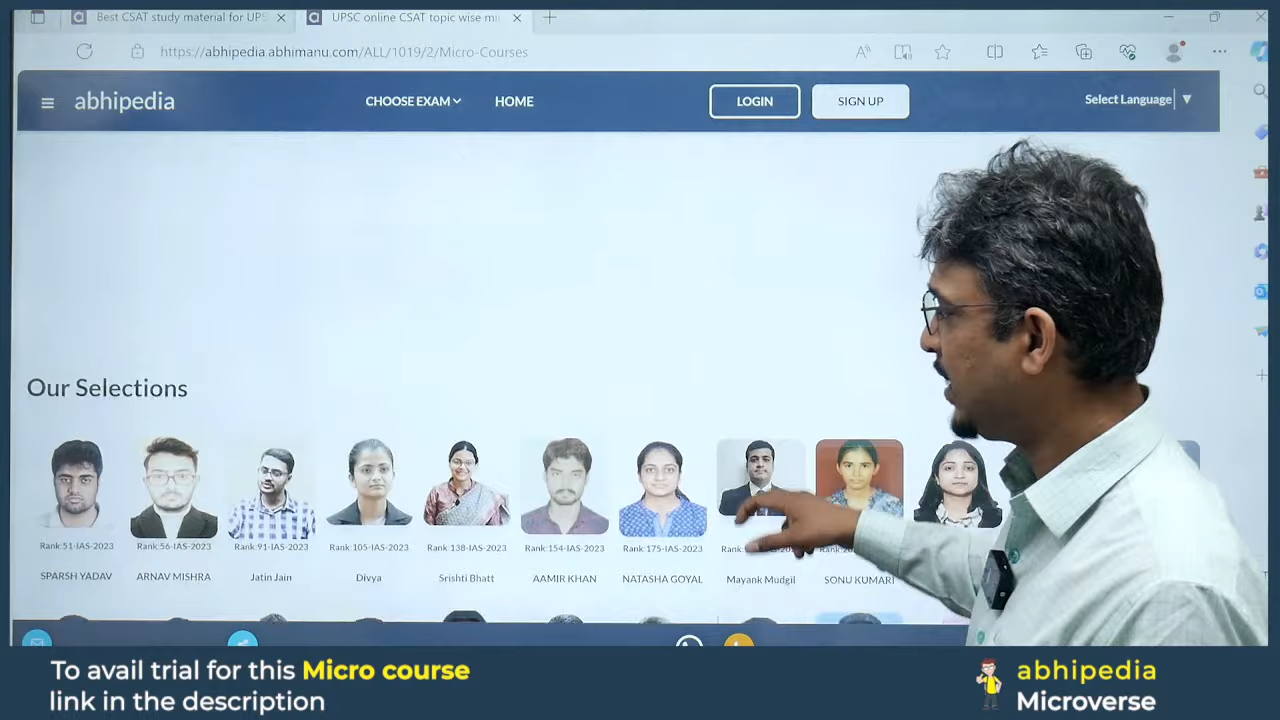 Best CSAT study material for UPS
UPSC online CSAT topic wise mi
https://abhipedia.abhimanu.com/ALL/1019/2/Micro-Courses
abhipedia
CHOOSE EXAM
HOME
LOGIN
SIGN UP
Select Language
Our Selections
Rank:51-IAS-2023
Rank:56-IAS-2023
Rank:91-IAS-2023
Rank:105-IAS-2023
Rank:138-IAS-2023
Rank:154-IAS-2023
Rank:175-IAS-2023
SPARSH YADAV
ARNAV MISHRA
Jatin Jain
Divya
Srishti Bhatt
AAMIR KHAN
NATASHA GOYAL
Mayank Mudgil
SONU KUMARI
To avail trial for this Micro course
link in the description
abhipedia
Microverse